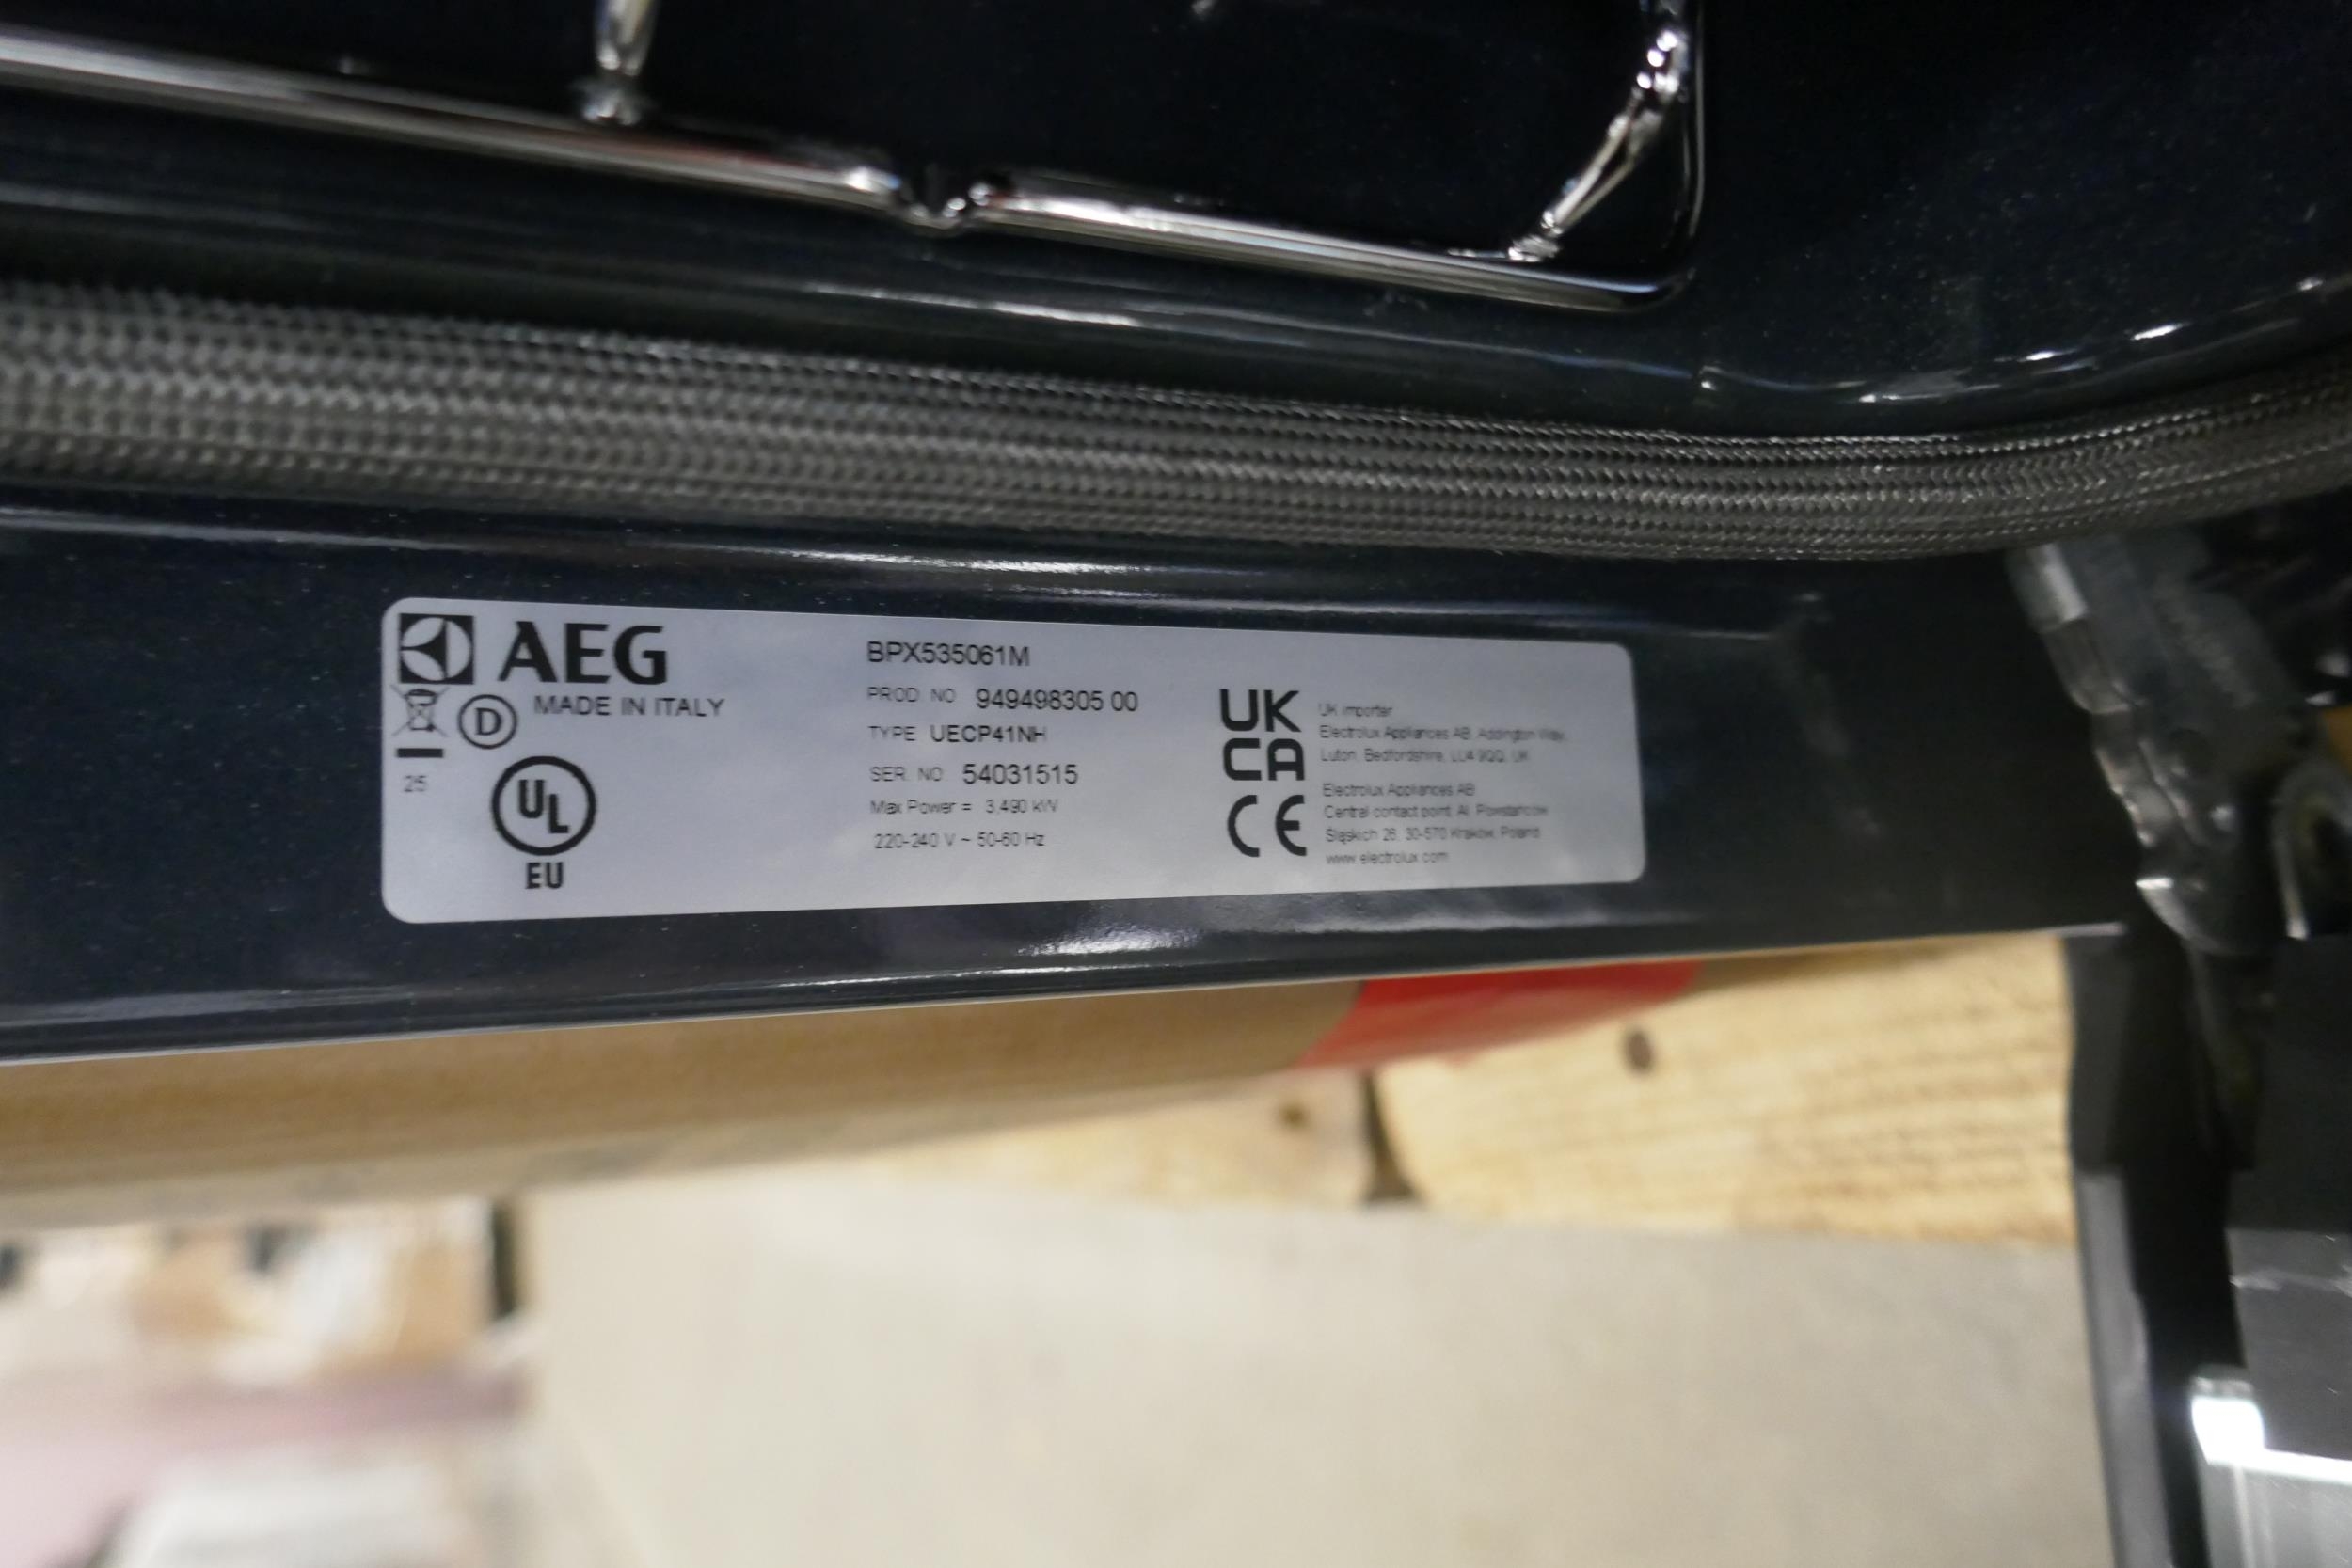 AEG
MADE IN ITALY
D
25
UL
EU
BPX535061M
PROD NO 949498305 00
TYPE UECP41NH
SER. NO 54031515
Max Power = 3,490 kW
220-240 V ~ 50-60 Hz
UK
CA
CE
UK importer
Electrolux Appliances AB, Addington Way,
Luton, Bedfordshire, LU4 9QQ, UK
Electrolux Appliances AB
Central contact point, Al. Powstańców
Śląskich 26, 30-570 Kraków, Poland
www.electrolux.com